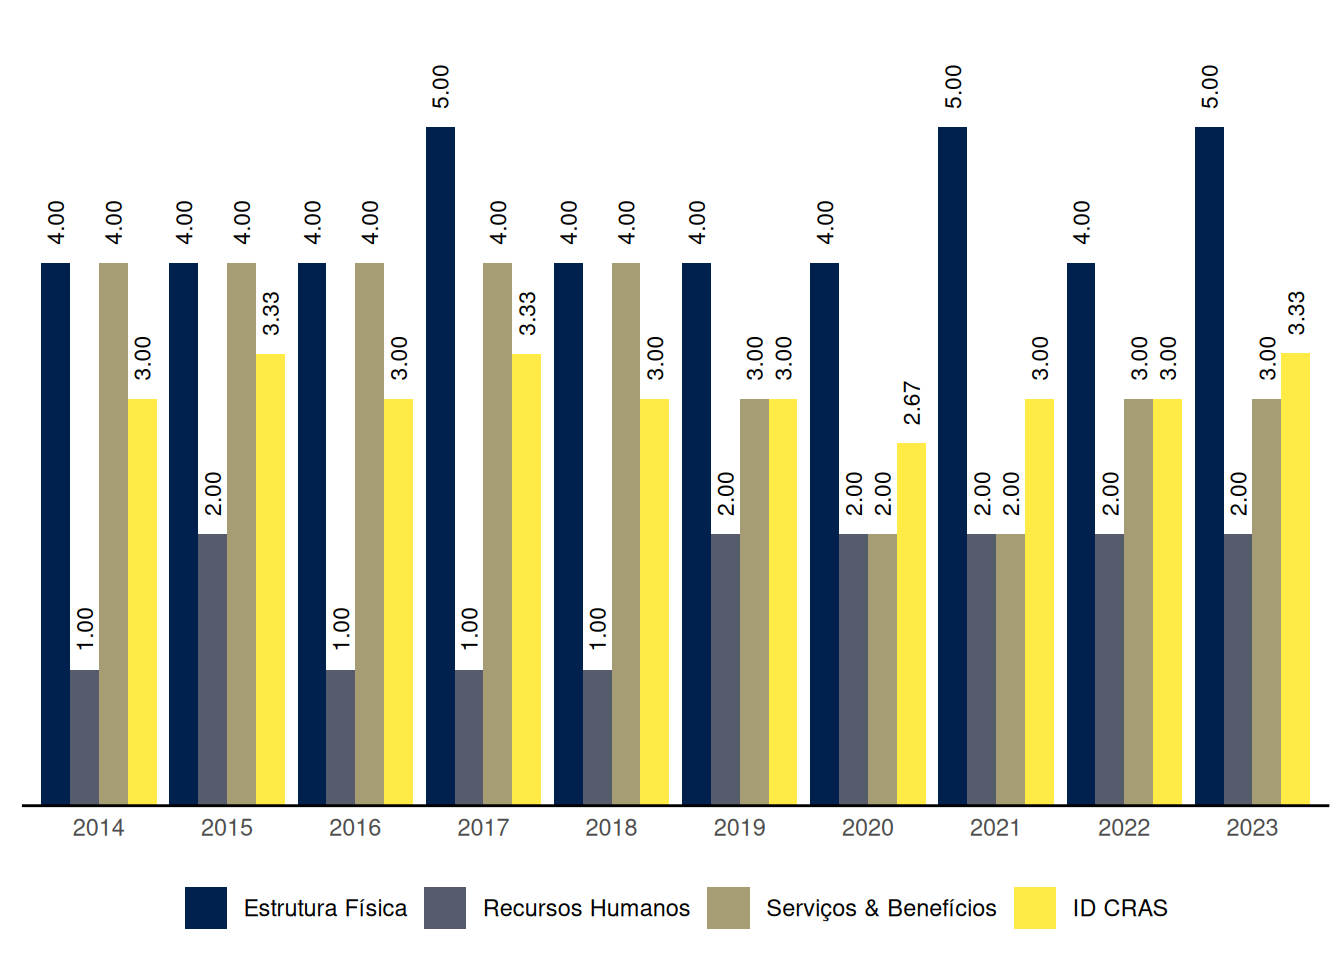 5.00 5.00 5.00
4.00 4.00 4.00 4.00 4.00 4.00 4.00 4.00 4.00 4.00 4.00 4.00
3.33 3.33 3.33
3.00 3.00 3.00 3.00 3.00 3.00 3.00 3.00 3.00
2.67
2.00 2.00 2.00 2.00 2.00 2.00 2.00 2.00
1.00 1.00 1.00 1.00
2014 2015 2016 2017 2018 2019 2020 2021 2022 2023
Estrutura Física Recursos Humanos Serviços & Benefícios ID CRAS